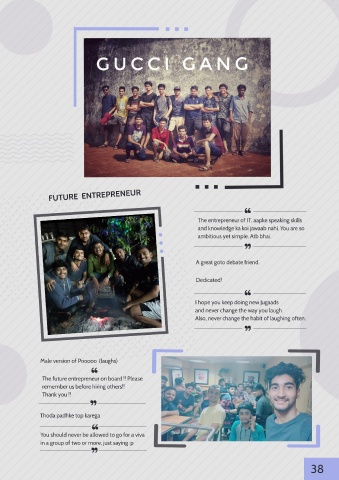 GUCCI GANG
FUTURE ENTREPRENEUR
❝
The entrepreneur of IT. aapke speaking skills
and knowledge ka koi jawaab nahi. You are so
ambitious yet simple. Atb bhai.
❞
A great goto debate friend.
Dedicated?
❝
I hope you keep doing new Jugaads
and never change the way you laugh.
Also, never change the habit of laughing often.
❞
Male version of Pooooo (laughs)
❝
The future entrepreneur on board !! Please
remember us before hiring others!!
Thank you !!
❞
Thoda padhke top karega
❝
You should never be allowed to go for a viva
in a group of two or more, just saying :p
❞
38